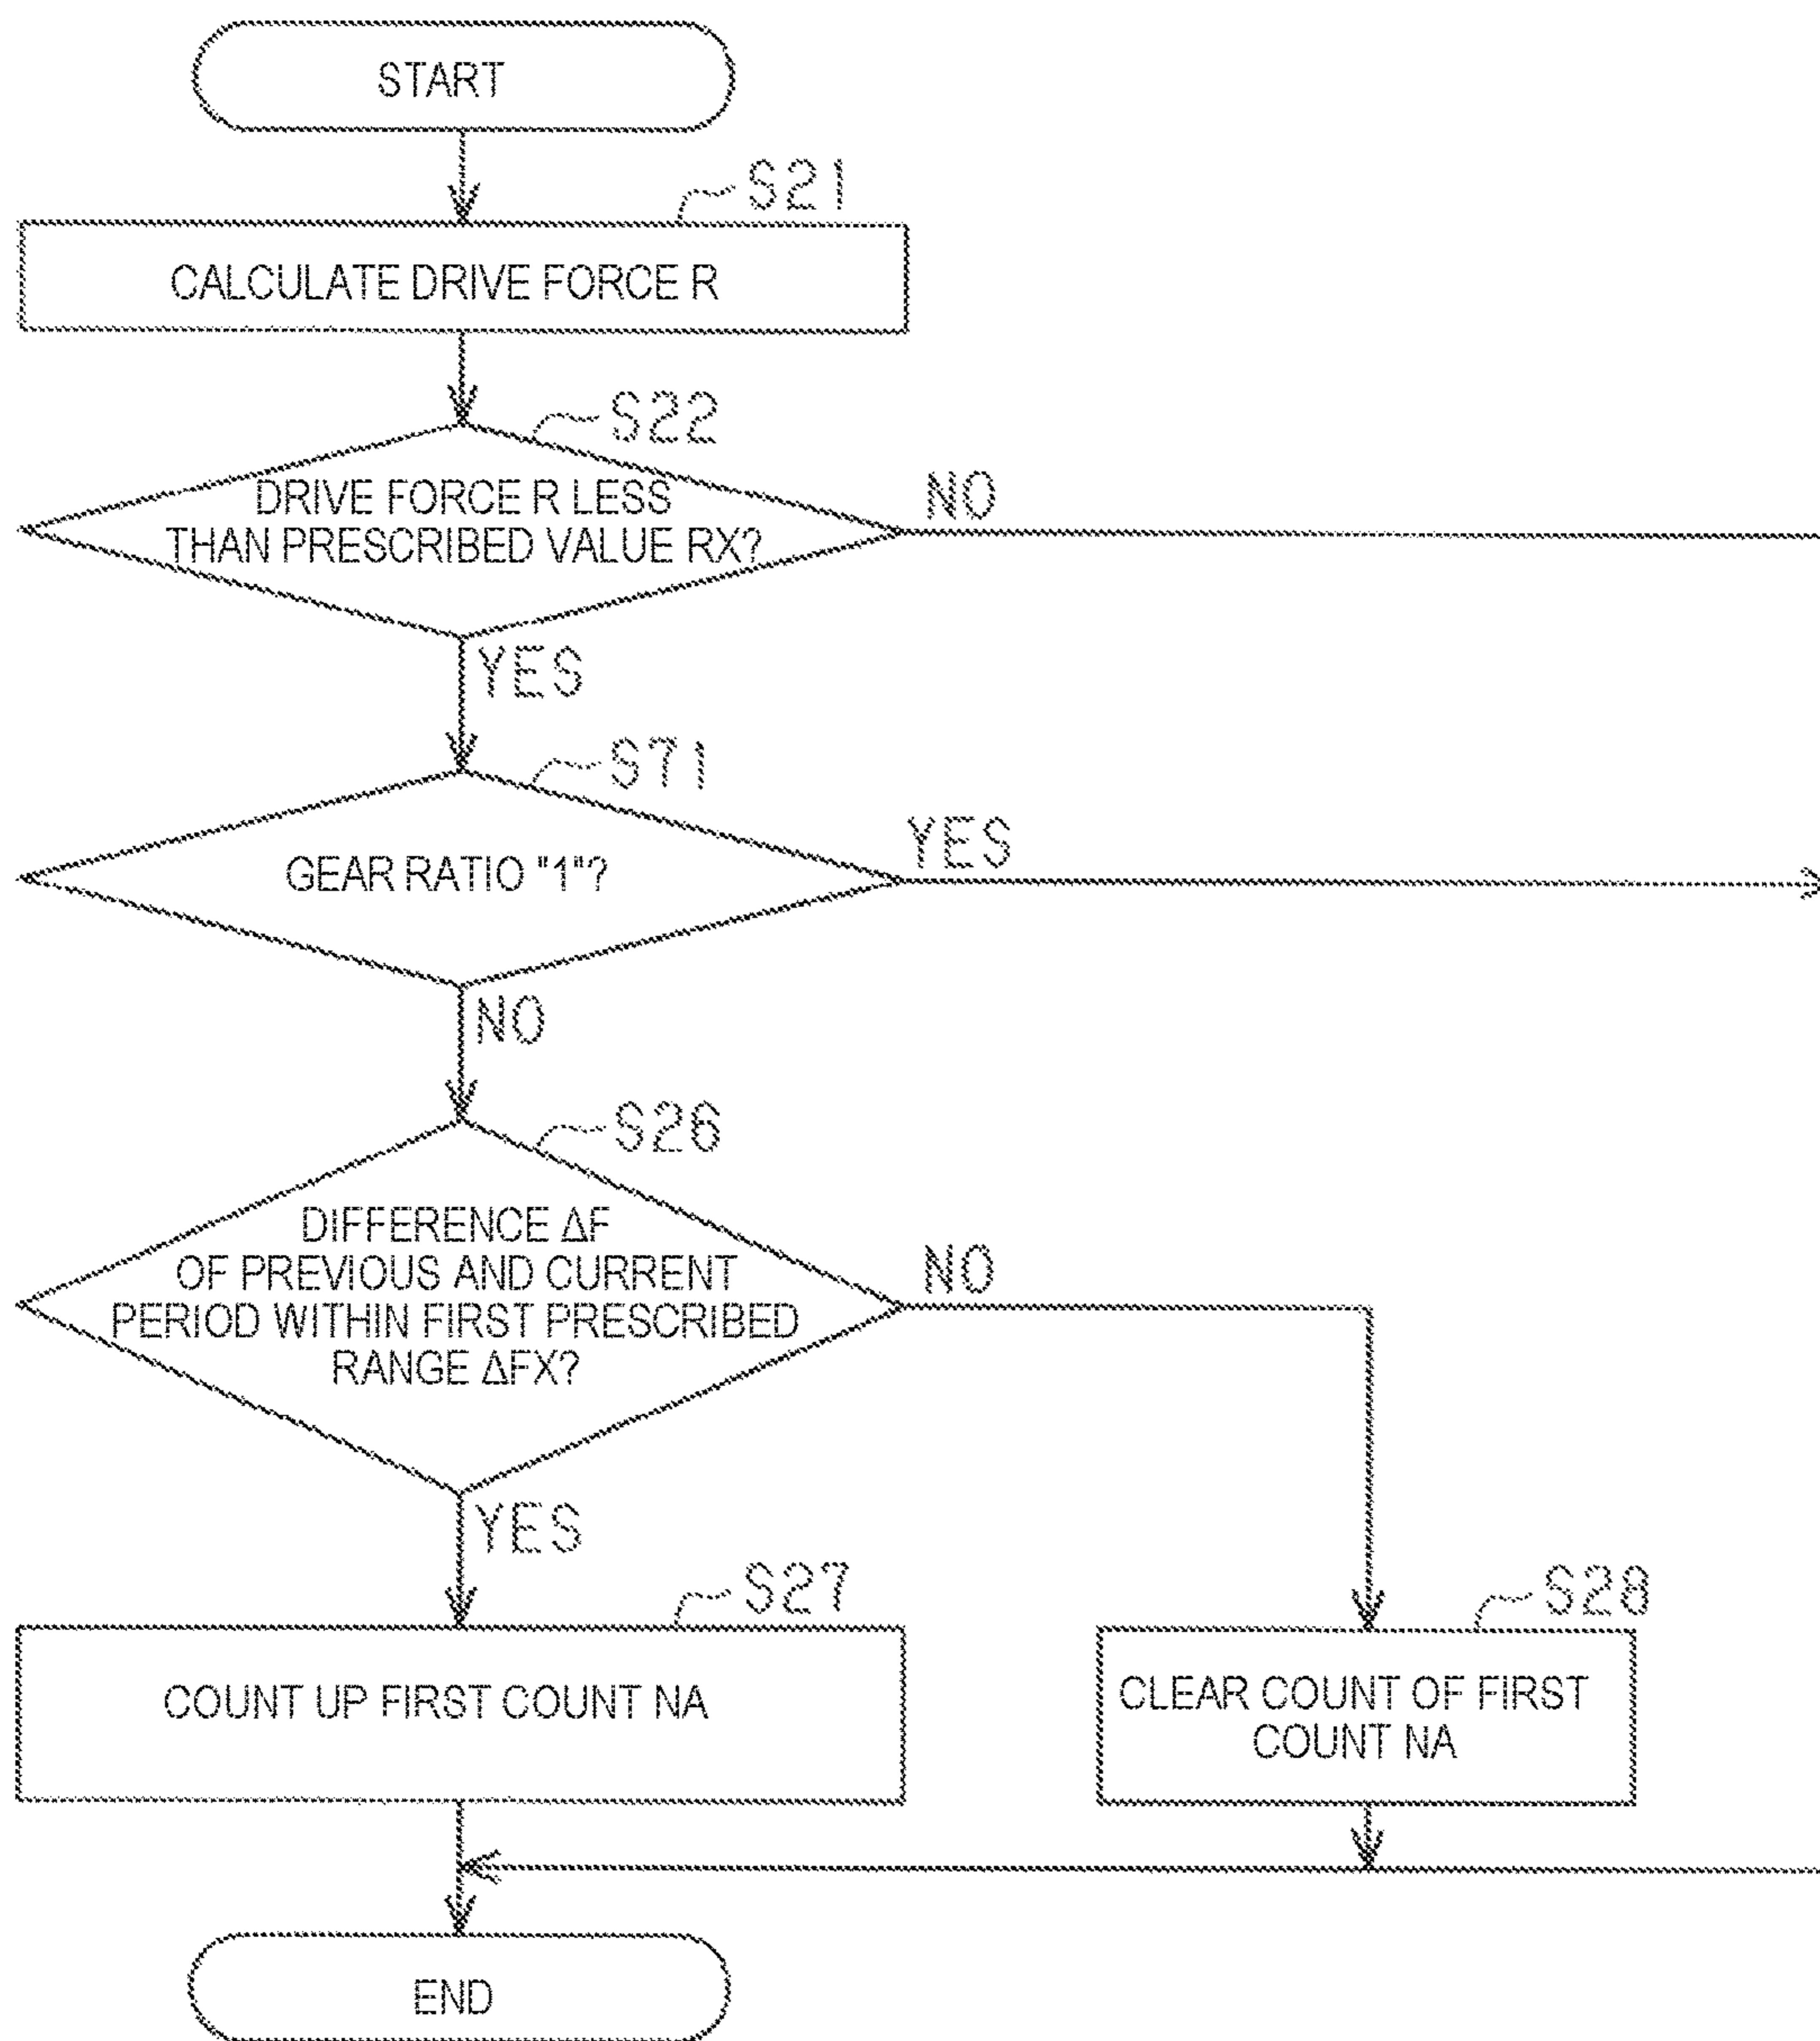 START
S21
CALCULATE DRIVE FORCE R
S22
DRIVE FORCE R LESS
THAN PRESCRIBED VALUE RX?
NO
YES
S71
GEAR RATIO "1"?
YES
NO
S26
DIFFERENCE ΔF
OF PREVIOUS AND CURRENT
PERIOD WITHIN FIRST PRESCRIBED
RANGE ΔFX?
NO
YES
S27
COUNT UP FIRST COUNT NA
S28
CLEAR COUNT OF FIRST
COUNT NA
END